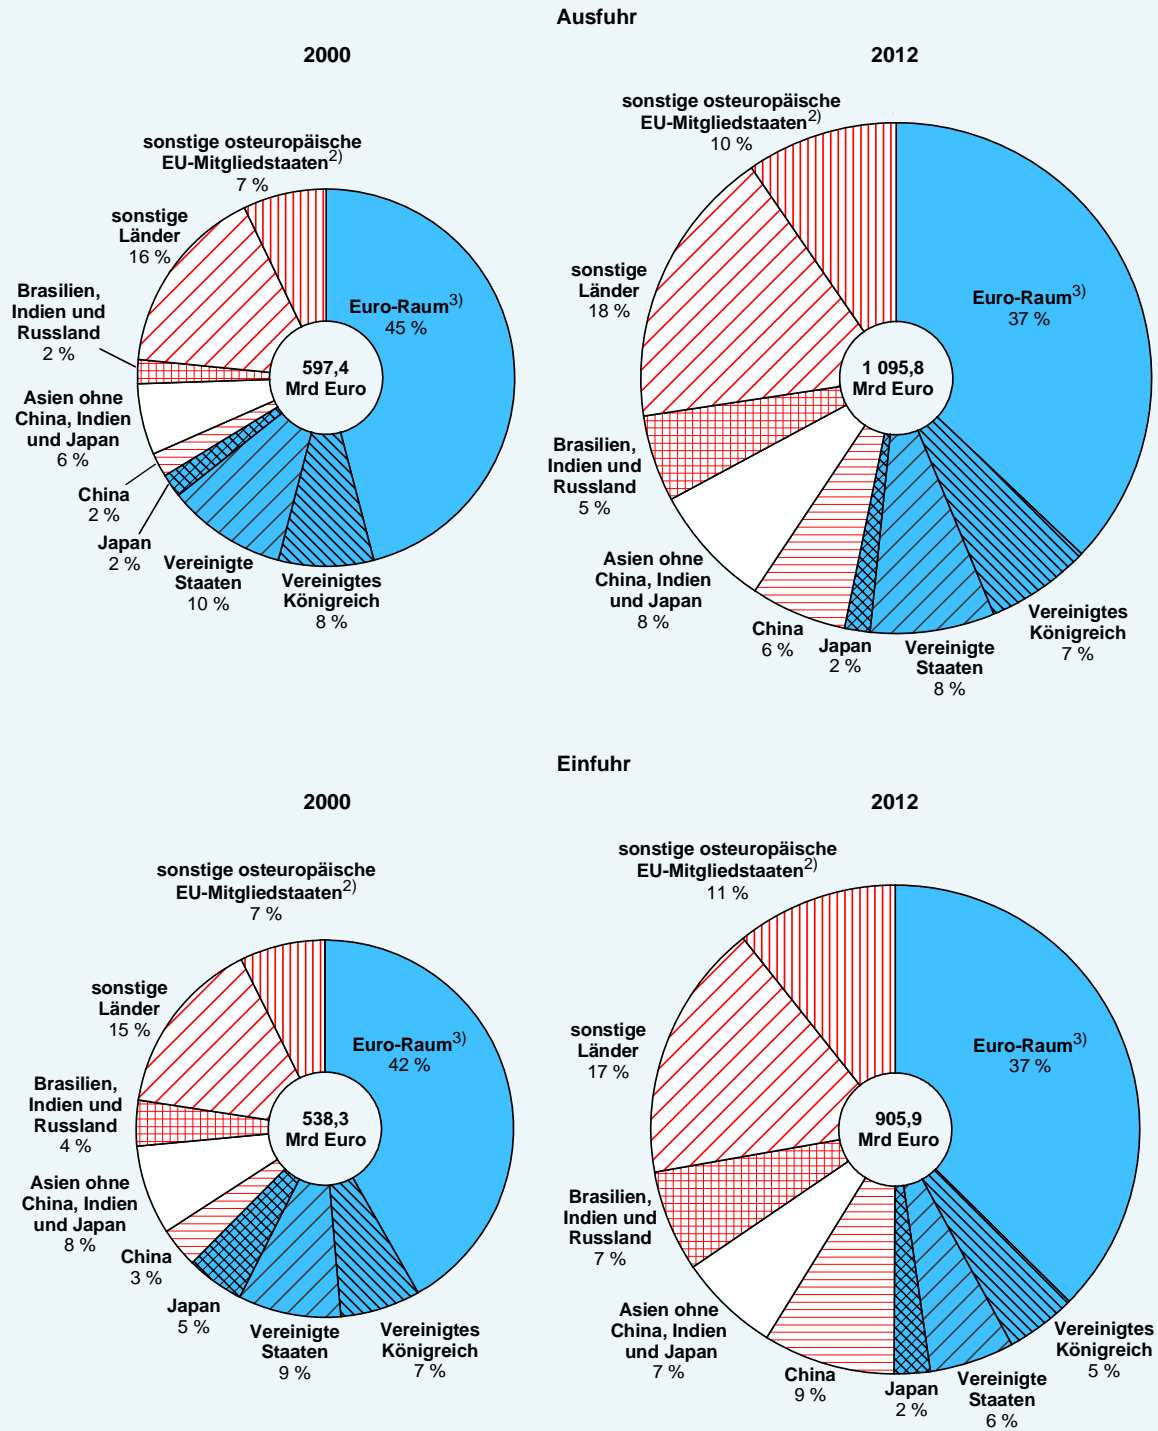 Ausfuhr
2000
2012
sonstige osteuropäische
EU-Mitgliedstaaten2)
7 %
sonstige
Länder
16 %
Brasilien,
Indien und
Russland
2 %
Asien ohne
China, Indien
und Japan
6 %
China
2 %
Japan
2 %
Vereinigte
Staaten
10 %
Vereinigtes
Königreich
8 %
Euro-Raum3)
45 %
597,4
Mrd Euro
sonstige osteuropäische
EU-Mitgliedstaaten2)
10 %
sonstige
Länder
18 %
Brasilien,
Indien und
Russland
5 %
Asien ohne
China, Indien
und Japan
8 %
China
6 %
Japan
2 %
Vereinigte
Staaten
8 %
Vereinigtes
Königreich
7 %
Euro-Raum3)
37 %
1 095,8
Mrd Euro
Einfuhr
2000
2012
sonstige osteuropäische
EU-Mitgliedstaaten2)
7 %
sonstige
Länder
15 %
Brasilien,
Indien und
Russland
4 %
Asien ohne
China, Indien
und Japan
8 %
China
3 %
Japan
5 %
Vereinigte
Staaten
9 %
Vereinigtes
Königreich
7 %
Euro-Raum3)
42 %
538,3
Mrd Euro
sonstige osteuropäische
EU-Mitgliedstaaten2)
11 %
sonstige
Länder
17 %
Brasilien,
Indien und
Russland
7 %
Asien ohne
China, Indien
und Japan
7 %
China
9 %
Japan
2 %
Vereinigte
Staaten
6 %
Vereinigtes
Königreich
5 %
Euro-Raum3)
37 %
905,9
Mrd Euro